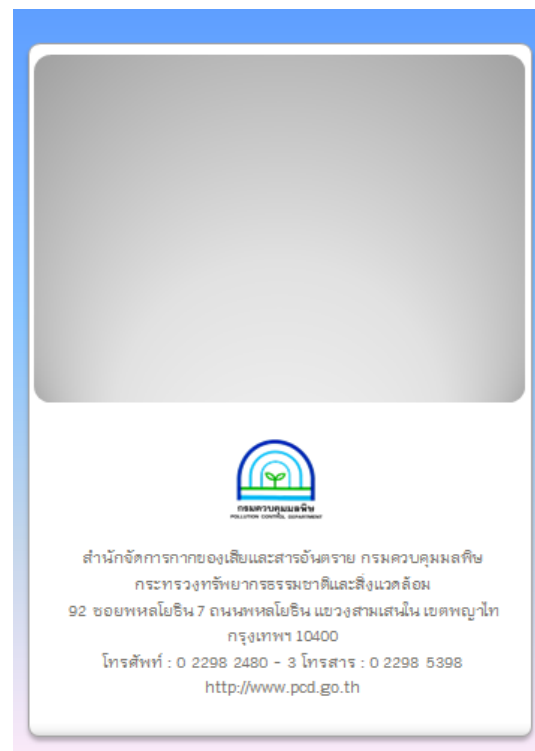 กรมควบคุมมลพิษ
POLLUTION CONTROL DEPARTMENT
สำนักจัดการกากของเสียและสารอันตราย กรมควบคุมมลพิษ
กระทรวงทรัพยากรธรรมชาติและสิ่งแวดล้อม
92 ซอยพหลโยธิน 7 ถนนพหลโยธิน แขวงสามเสนใน เขตพญาไท
กรุงเทพฯ 10400
โทรศัพท์ : 0 2298 2480 - 3 โทรสาร : 0 2298 5398
http://www.pcd.go.th